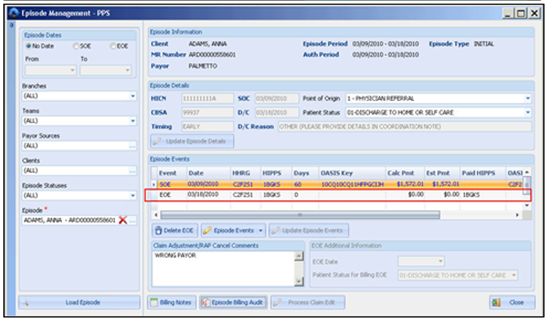 Episode Management - PPS
Episode Dates
No Date SOE EOE
From To
Branches
(ALL)
Teams
(ALL)
Payor Sources
(ALL)
Clients
(ALL)
Episode Statuses
(ALL)
Episode *
ADAMS, ANNA - ARD00000558601
Load Episode
Episode Information
Client ADAMS, ANNA Episode Period 03/09/2010 - 03/18/2010 Episode Type INITIAL
MR Number ARD00000558601 Auth Period 03/09/2010 - 03/18/2010
Payor PALMETTO
Episode Details
HICN 111111111A SOC 03/09/2010 Point of Origin 1 - PHYSICIAN REFERRAL
CBSA 99937 D/C 03/18/2010 Patient Status 01-DISCHARGE TO HOME OR SELF CARE
Timing EARLY D/C Reason OTHER (PLEASE PROVIDE DETAILS IN COORDINATION NOTE)
Update Episode Details
Episode Events
Event Date HHRG HIPPS Days OASIS Key Calc Pmt Est Pmt Paid HIPPS OASI
SOE 03/09/2010 C2F2S1 1BGKS 10 $1,572.01 $1,572.01 C2F2
EOE 03/18/2010 C2F2S1 1BGKS 0 $0.00 $0.00 1BGKS
Delete EOE Episode Events Update Episode Events
Claim Adjustment/RAP Cancel Comments
WRONG PAYOR
EOE Additional Information
EOE Date
Patient Status for Billing EOE 01-DISCHARGE TO HOME OR SELF CARE
Billing Notes Episode Billing Audit Process Claim Edit Close